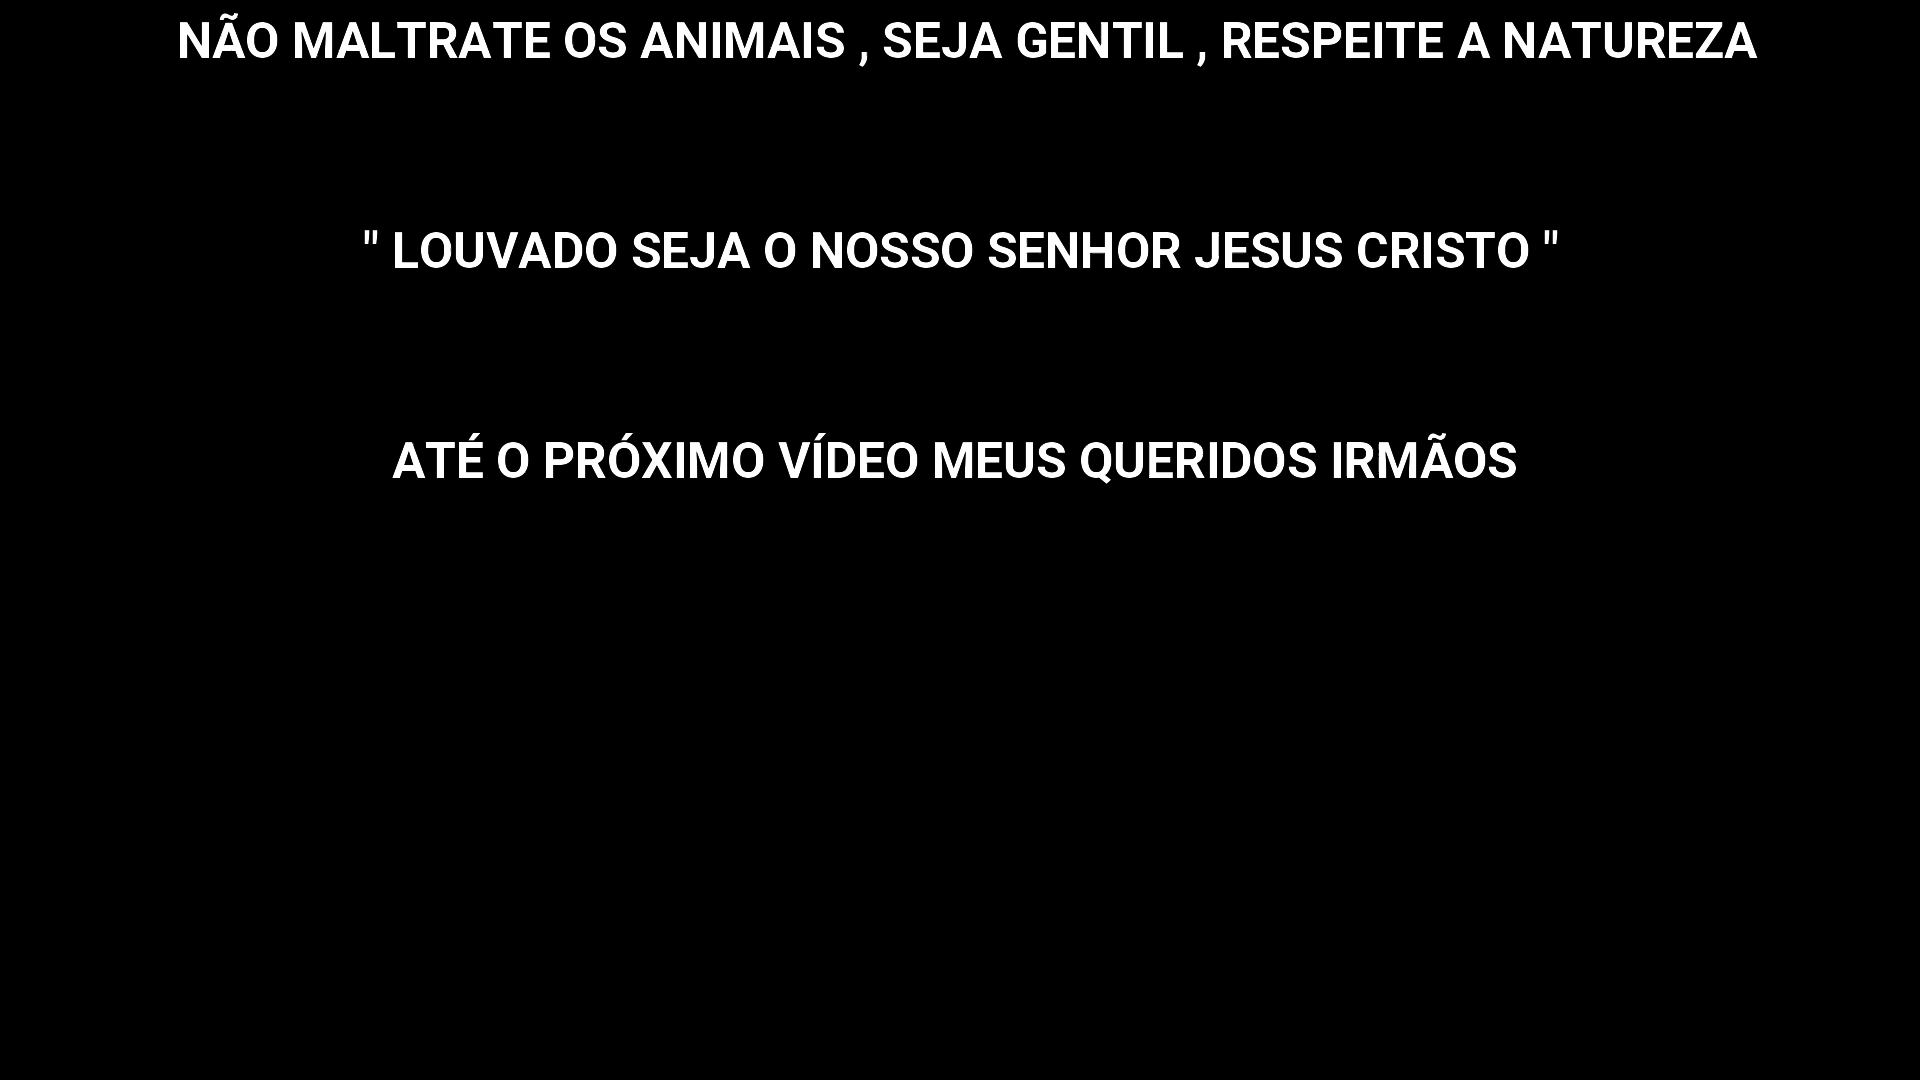 NÃO MALTRATE OS ANIMAIS , SEJA GENTIL , RESPEITE A NATUREZA
" LOUVADO SEJA O NOSSO SENHOR JESUS CRISTO "
ATÉ O PRÓXIMO VÍDEO MEUS QUERIDOS IRMÃOS